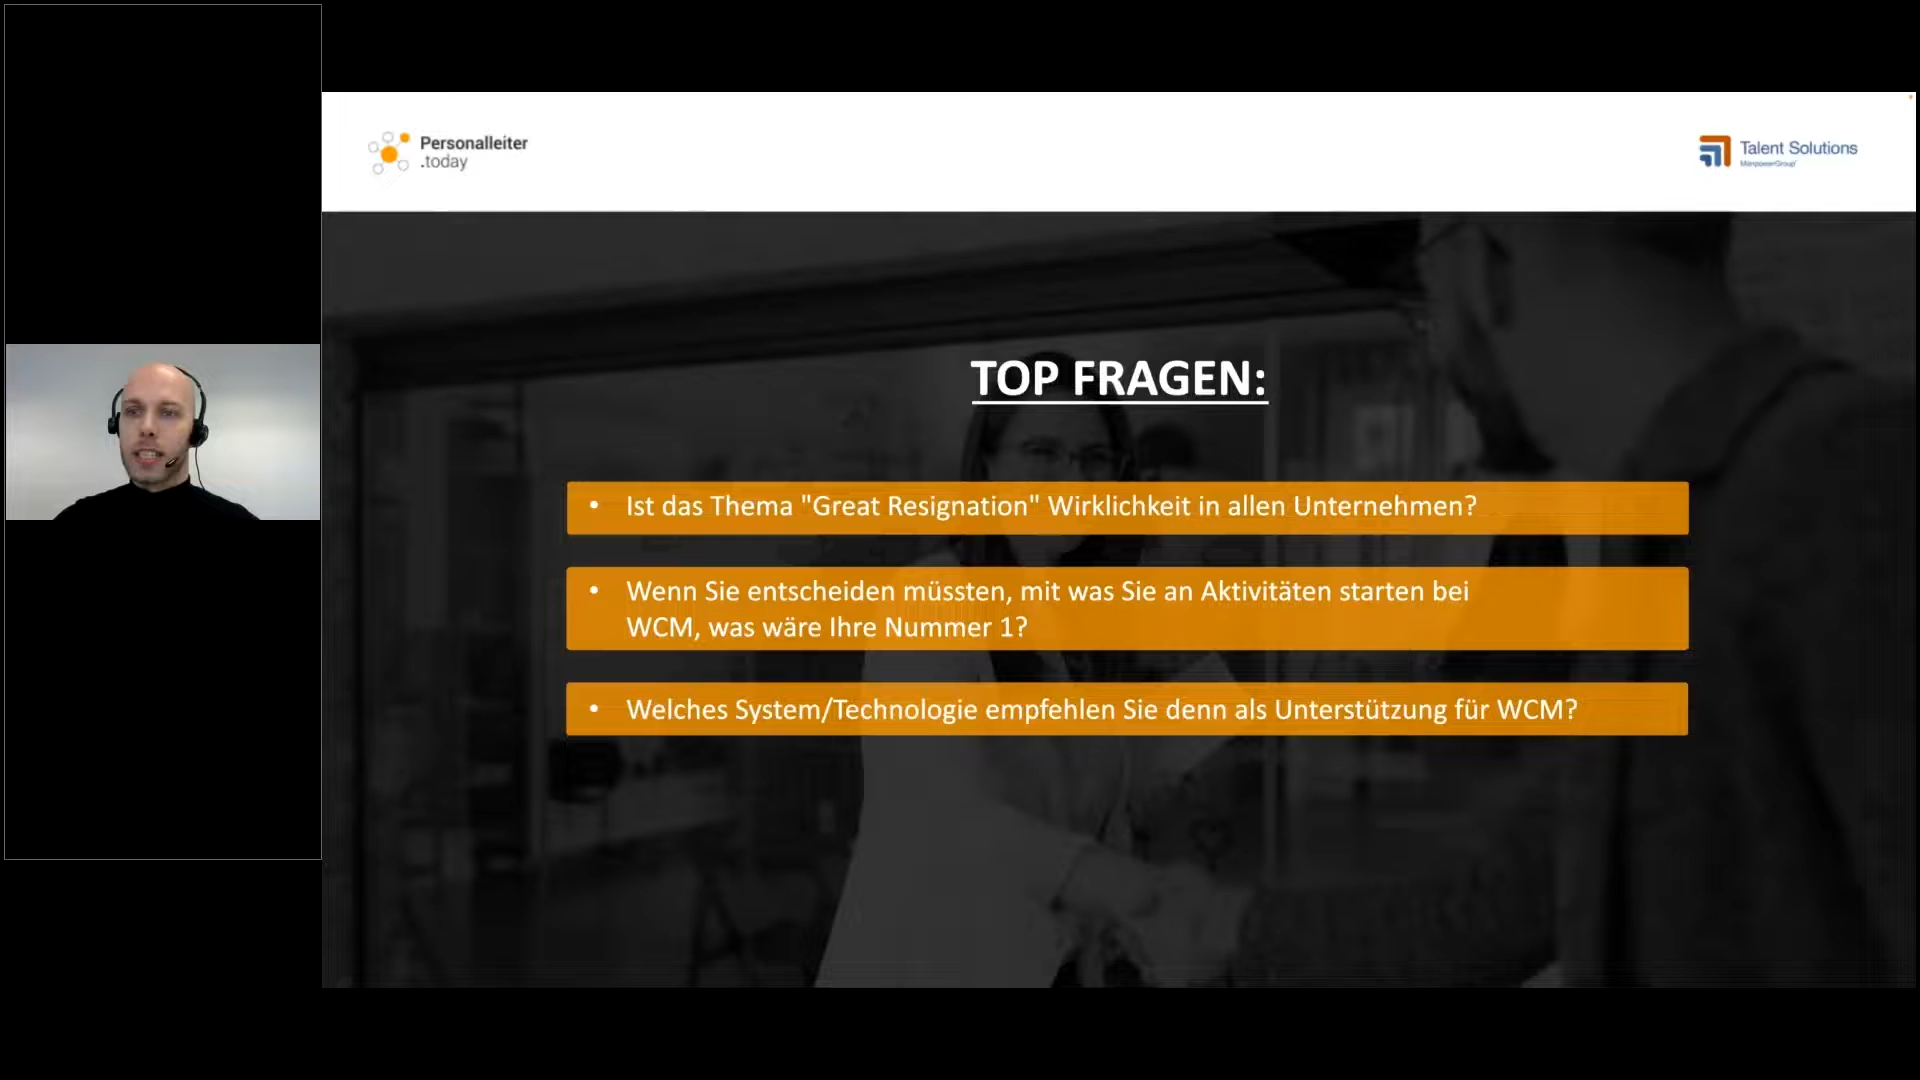 Personalleiter
.today
Talent Solutions
ManpowerGroup
TOP FRAGEN:
• Ist das Thema "Great Resignation" Wirklichkeit in allen Unternehmen?
• Wenn Sie entscheiden müssten, mit was Sie an Aktivitäten starten bei
WCM, was wäre Ihre Nummer 1?
• Welches System/Technologie empfehlen Sie denn als Unterstützung für WCM?